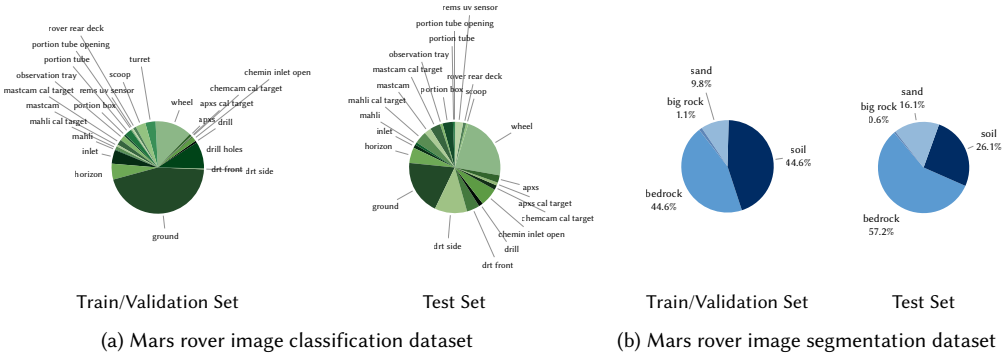 rover rear deck
portion tube opening
portion tube
observation tray
mastcam cal target
mastcam
mahli cal target
mahli
inlet
horizon
ground
turret
scoop
rems uv sensor
portion box
wheel
chemin inlet open
chemcam cal target
apxs cal target
apxs
drill
drill holes
drt front
drt side
Train/Validation Set
rems uv sensor
portion tube opening
portion tube
observation tray
mastcam cal target
mastcam
mahli cal target
mahli
inlet
horizon
ground
rover rear deck
portion box
scoop
wheel
apxs
apxs cal target
chemcam cal target
chemin inlet open
drill
drt front
drt side
Test Set
(a) Mars rover image classification dataset
sand
9.8%
big rock
1.1%
soil
44.6%
bedrock
44.6%
Train/Validation Set
sand
16.1%
big rock
0.6%
soil
26.1%
bedrock
57.2%
Test Set
(b) Mars rover image segmentation dataset